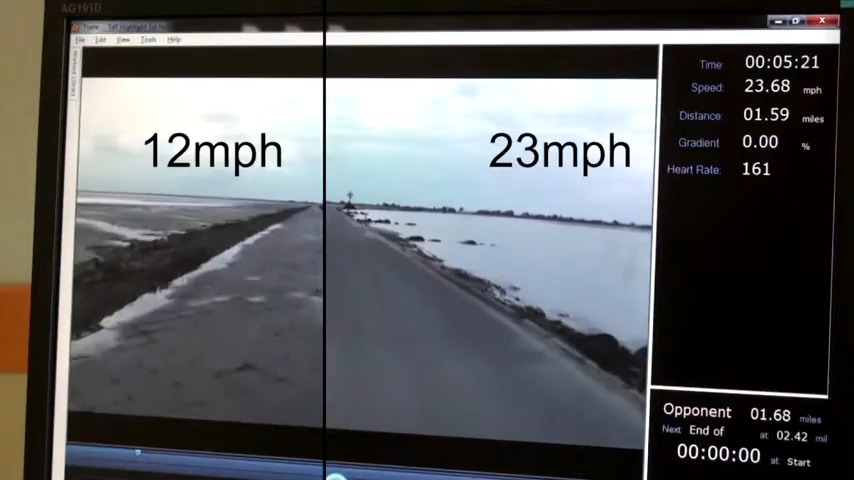 AG191D
File Edit View Tools Help
12mph
23mph
Time: 00:05:21
Speed: 23.68 mph
Distance: 01.59 miles
Gradient 0.00 %
Heart Rate: 161
Opponent 01.68 miles
Next End of at 02.42 mil
00:00:00 at Start